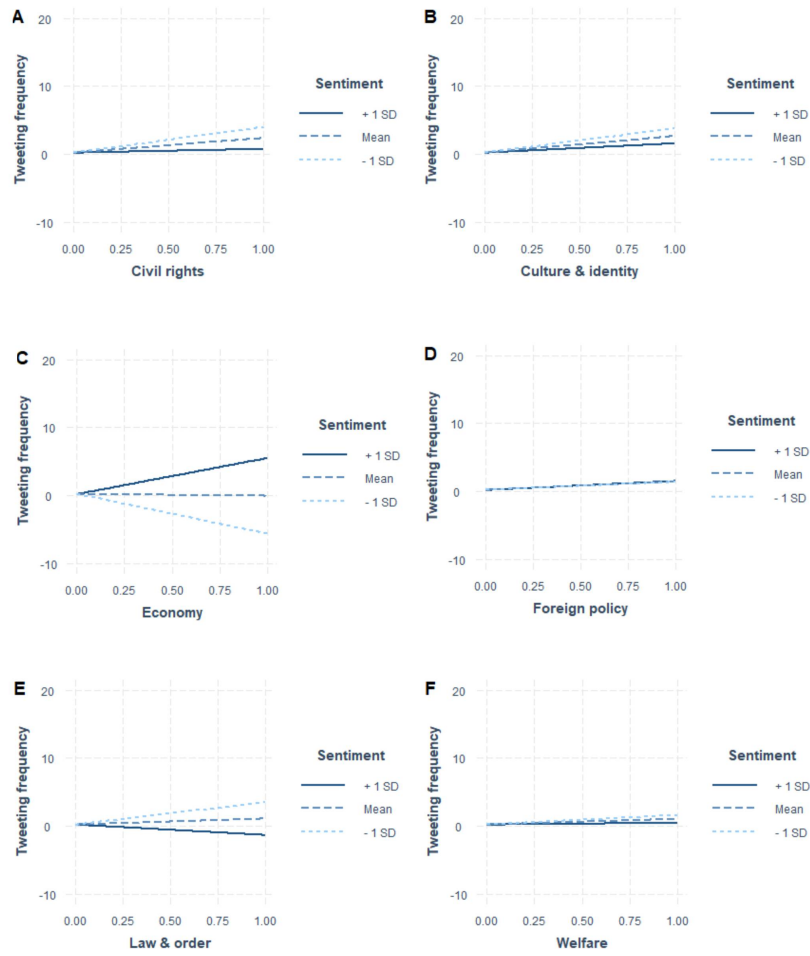 A
Tweeting frequency
20
10
0
-10
0.00 0.25 0.50 0.75 1.00
Civil rights
Sentiment
+ 1 SD
Mean
- 1 SD
B
Tweeting frequency
20
10
0
-10
0.00 0.25 0.50 0.75 1.00
Culture & identity
Sentiment
+ 1 SD
Mean
- 1 SD
C
Tweeting frequency
20
10
0
-10
0.00 0.25 0.50 0.75 1.00
Economy
Sentiment
+ 1 SD
Mean
- 1 SD
D
Tweeting frequency
20
10
0
-10
0.00 0.25 0.50 0.75 1.00
Foreign policy
Sentiment
+ 1 SD
Mean
- 1 SD
E
Tweeting frequency
20
10
0
-10
0.00 0.25 0.50 0.75 1.00
Law & order
Sentiment
+ 1 SD
Mean
- 1 SD
F
Tweeting frequency
20
10
0
-10
0.00 0.25 0.50 0.75 1.00
Welfare
Sentiment
+ 1 SD
Mean
- 1 SD